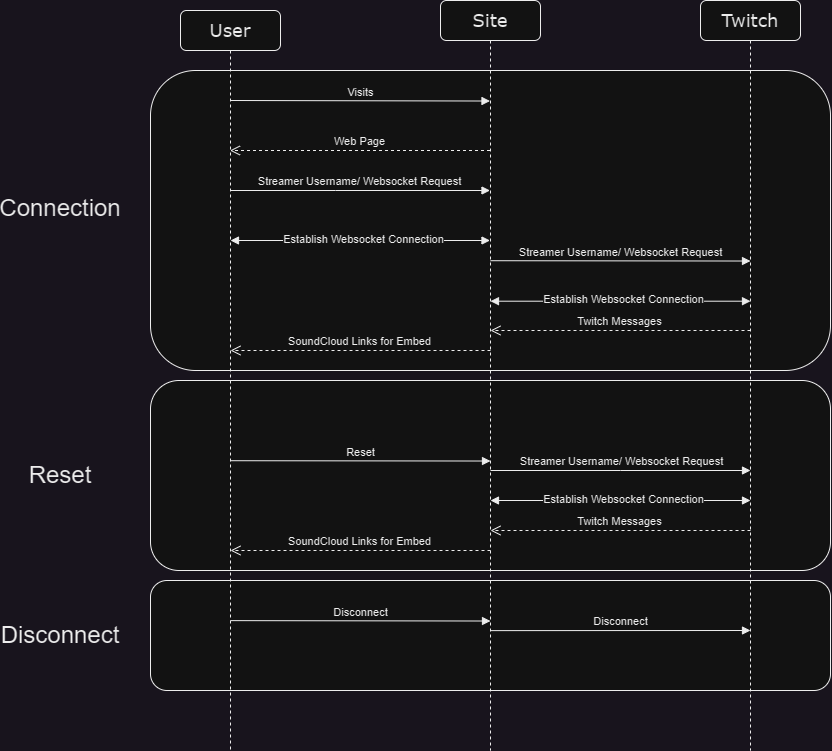 User
Site
Twitch
Connection
Visits
Web Page
Streamer Username/ Websocket Request
Establish Websocket Connection
Streamer Username/ Websocket Request
Establish Websocket Connection
Twitch Messages
SoundCloud Links for Embed
Reset
Reset
Streamer Username/ Websocket Request
Establish Websocket Connection
Twitch Messages
SoundCloud Links for Embed
Disconnect
Disconnect
Disconnect